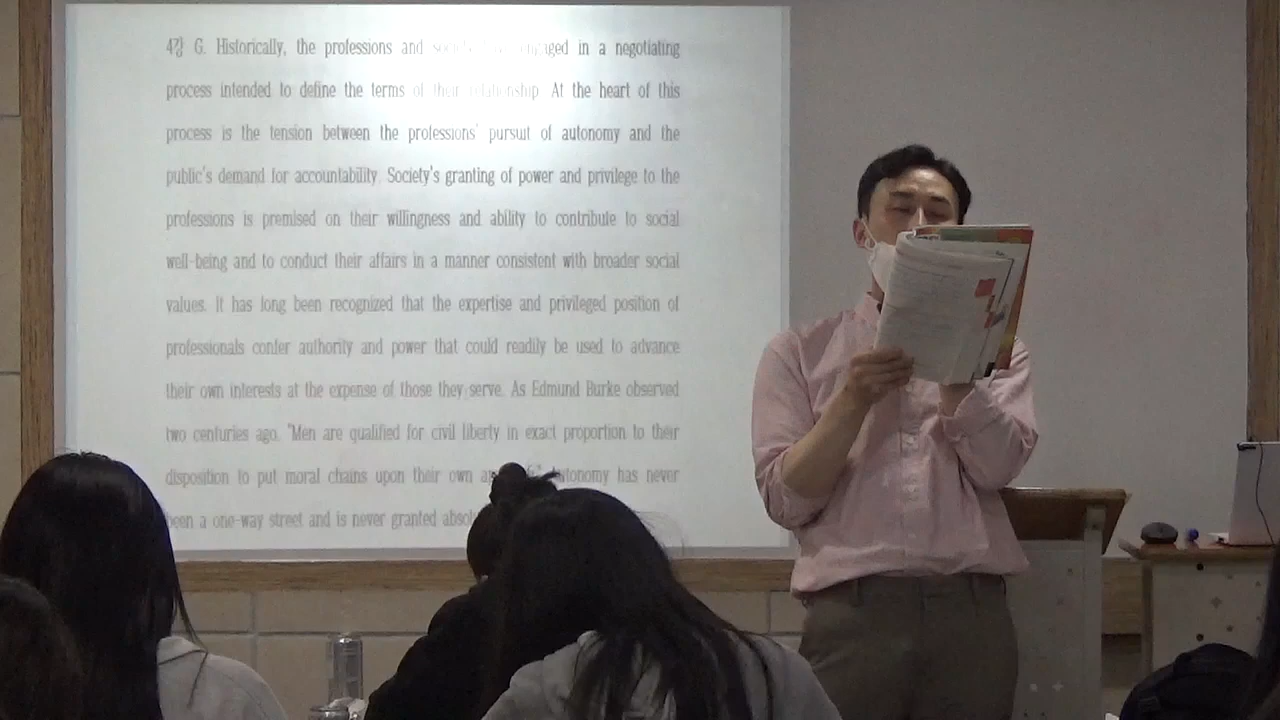 47강 G. Historically, the professions and society have engaged in a negotiating
process intended to define the terms of their relationship. At the heart of this
process is the tension between the professions' pursuit of autonomy and the
public's demand for accountability. Society's granting of power and privilege to the
professions is premised on their willingness and ability to contribute to social
well-being and to conduct their affairs in a manner consistent with broader social
values. It has long been recognized that the expertise and privileged position of
professionals confer authority and power that could readily be used to advance
their own interests at the expense of those they serve. As Edmund Burke observed
two centuries ago, "Men are qualified for civil liberty in exact proportion to their
disposition to put moral chains upon their own autonomy has never
been a one-way street and is never granted